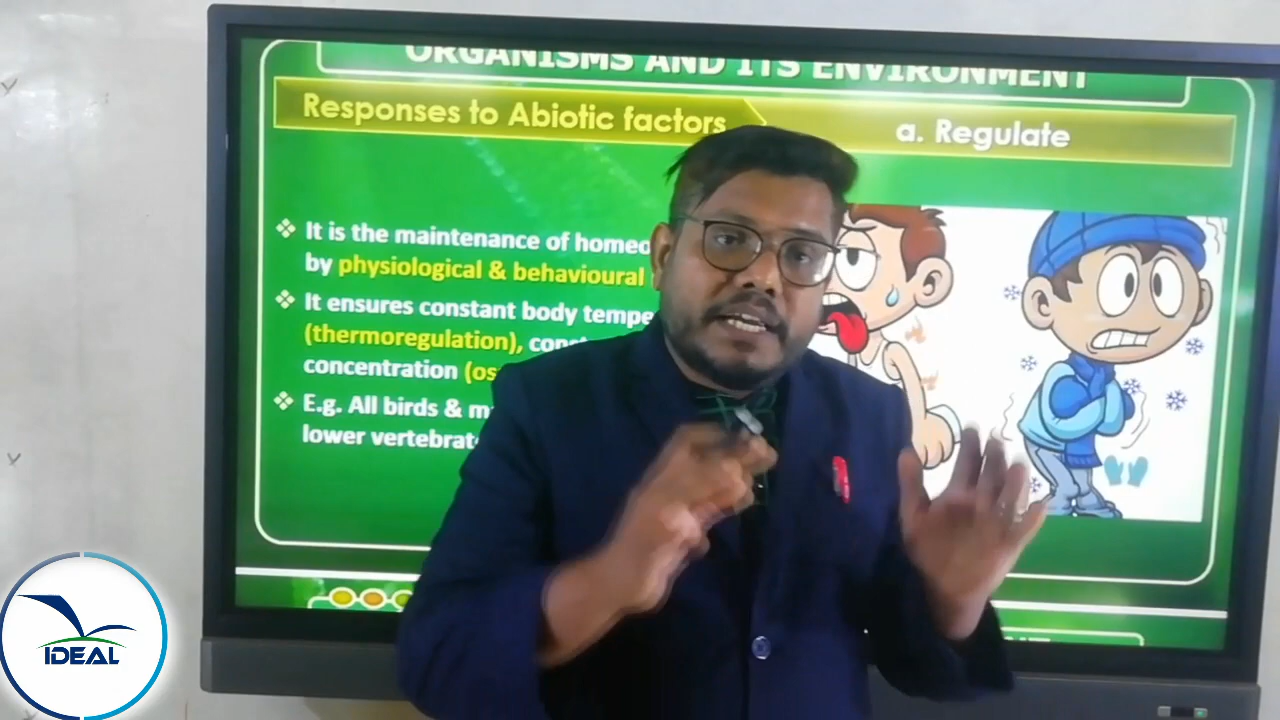 ORGANISMS AND ITS ENVIRONMENT
Responses to Abiotic factors
a. Regulate
❖ It is the maintenance of homeo
by physiological & behavioural
❖ It ensures constant body tempe
(thermoregulation), const
concentration (os
❖ E.g. All birds & m
lower vertebrat
IDEAL